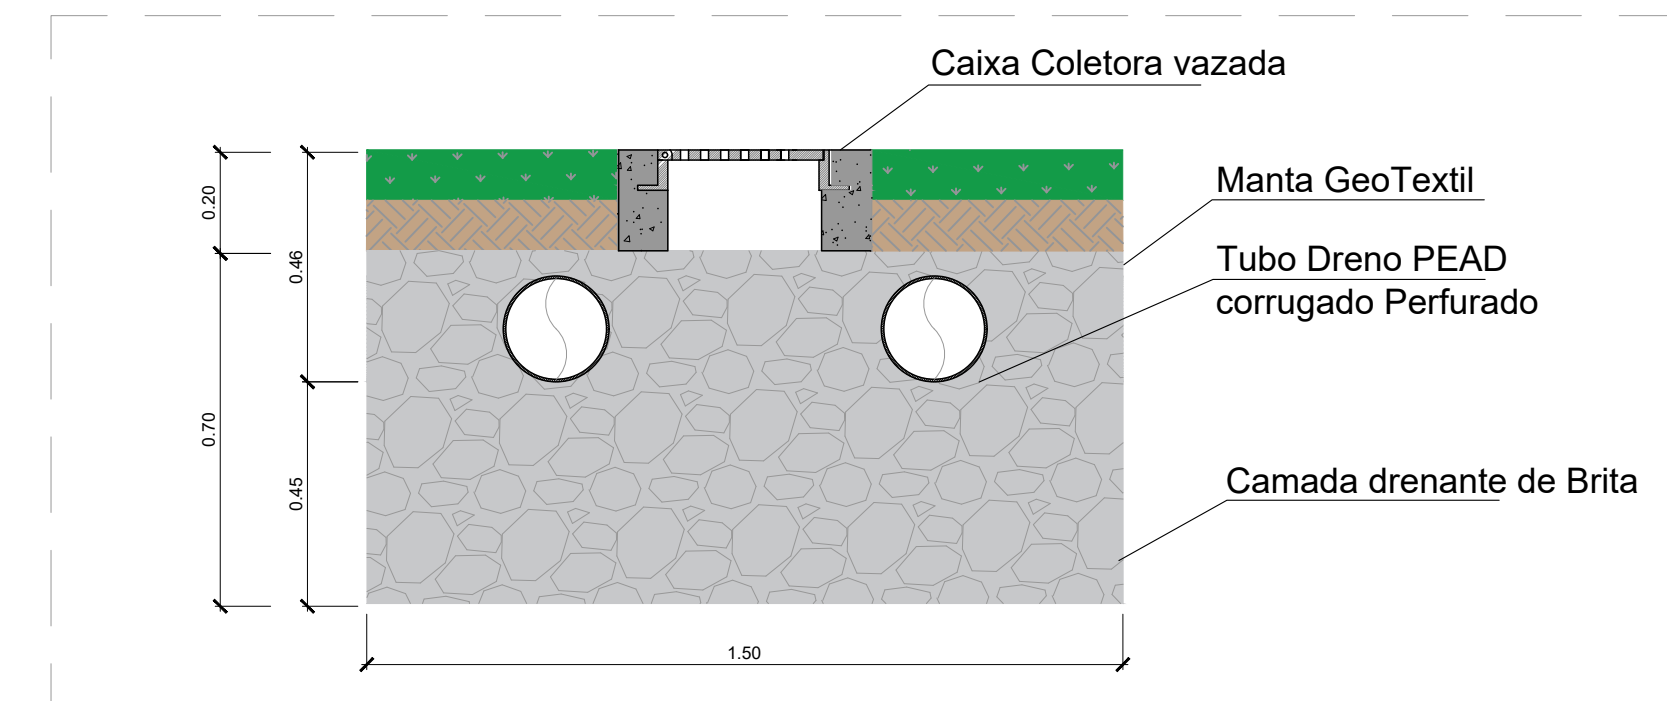 Caixa Coletora vazada
Manta GeoTextil
Tubo Dreno PEAD
corrugado Perfurado
Camada drenante de Brita
0.20
0.46
0.70
0.45
1.50